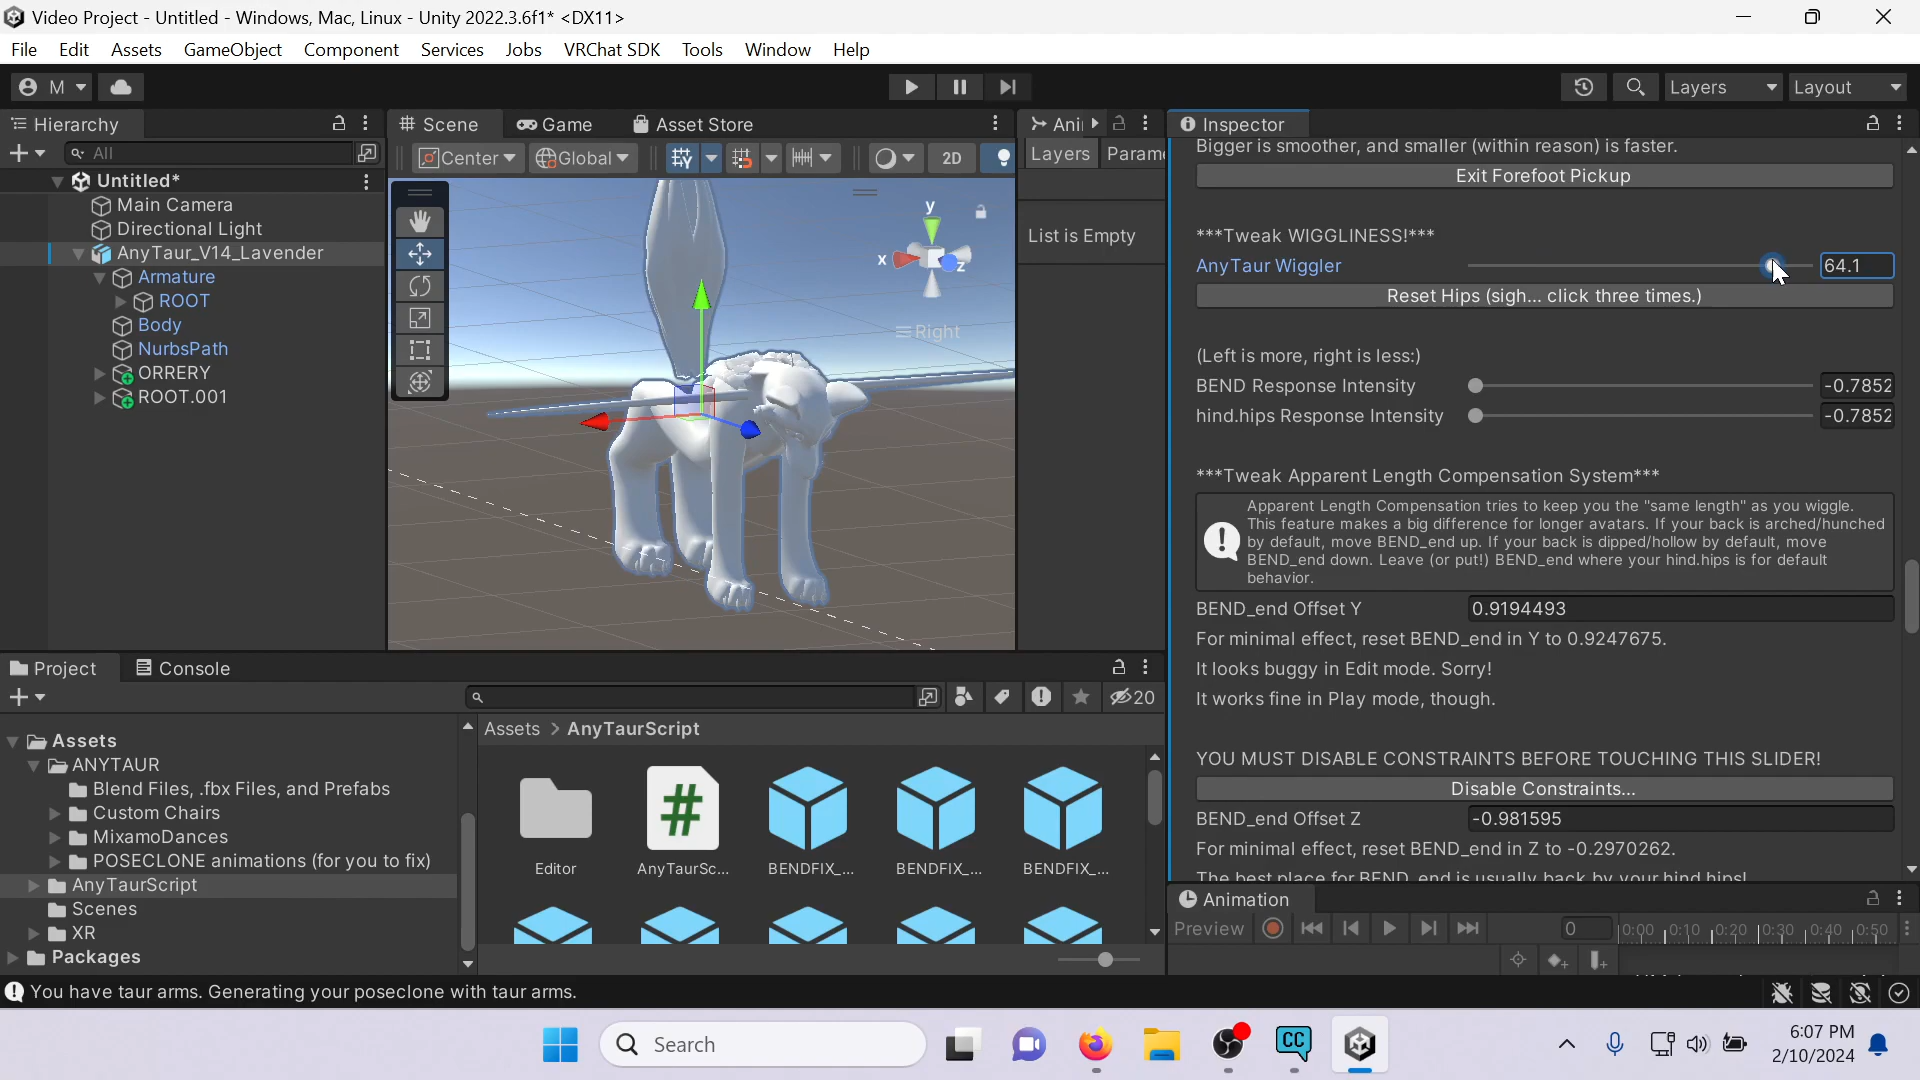 Video Project - Untitled - Windows, Mac, Linux - Unity 2022.3.6f1* <DX11>
File Edit Assets GameObject Component Services Jobs VRChat SDK Tools Window Help
M Layers Layout
Hierarchy
All
Untitled*
Main Camera
Directional Light
AnyTaur_V14_Lavender
Armature
ROOT
Body
NurbsPath
ORRERY
ROOT.001
Scene Game Asset Store
Center Global 2D
y
x
z
Right
Ani
Layers Param
List is Empty
Inspector
Bigger is smoother, and smaller (within reason) is faster.
Exit Forefoot Pickup
***Tweak WIGGLINESS!***
AnyTaur Wiggler 64.1
Reset Hips (sigh... click three times.)
(Left is more, right is less:)
BEND Response Intensity -0.7852
hind.hips Response Intensity -0.7852
***Tweak Apparent Length Compensation System***
Apparent Length Compensation tries to keep you the "same length" as you wiggle.
This feature makes a big difference for longer avatars. If your back is arched/hunched
by default, move BEND_end up. If your back is dipped/hollow by default, move
BEND_end down. Leave (or put!) BEND_end where your hind.hips is for default
behavior.
BEND_end Offset Y 0.9194493
For minimal effect, reset BEND_end in Y to 0.9247675.
It looks buggy in Edit mode. Sorry!
It works fine in Play mode, though.
YOU MUST DISABLE CONSTRAINTS BEFORE TOUCHING THIS SLIDER!
Disable Constraints...
BEND_end Offset Z -0.981595
For minimal effect, reset BEND_end in Z to -0.2970262.
The best place for BEND_end is usually back by your hind hips!
Project Console
20
Assets
ANYTAUR
Blend Files, .fbx Files, and Prefabs
Custom Chairs
MixamoDances
POSECLONE animations (for you to fix)
AnyTaurScript
Scenes
XR
Packages
Assets > AnyTaurScript
Editor AnyTaurSc... BENDFIX_... BENDFIX_... BENDFIX_...
Animation
Preview 0 0:00 0:10 0:20 0:30 0:40 0:50
You have taur arms. Generating your poseclone with taur arms.
Search
CC
6:07 PM
2/10/2024